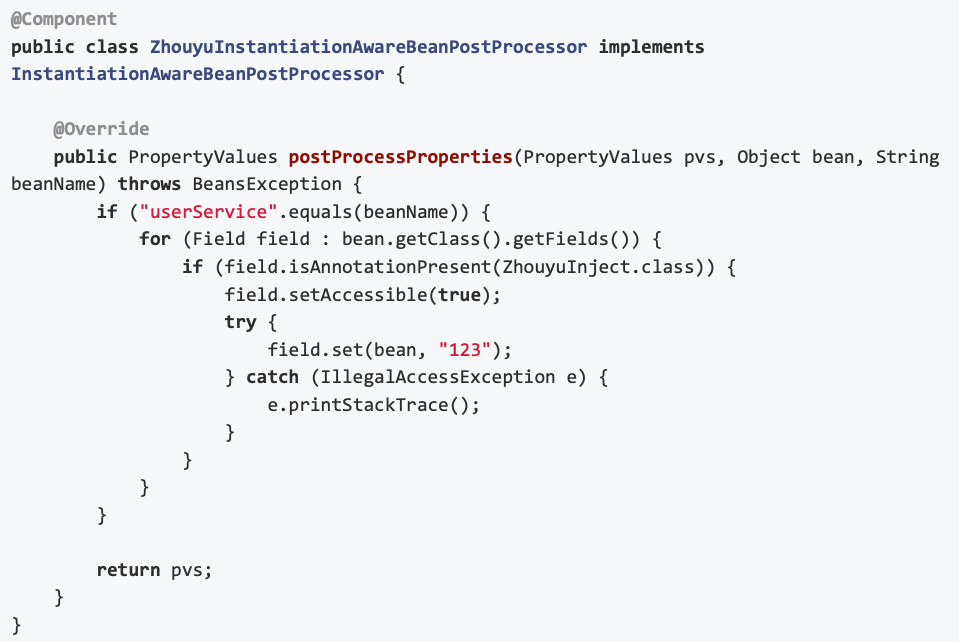 @Component
public class ZhouyuInstantiationAwareBeanPostProcessor implements
InstantiationAwareBeanPostProcessor {
    @Override
    public PropertyValues postProcessProperties(PropertyValues pvs, Object bean, String
beanName) throws BeansException {
        if ("userService".equals(beanName)) {
            for (Field field : bean.getClass().getFields()) {
                if (field.isAnnotationPresent(ZhouyuInject.class)) {
                    field.setAccessible(true);
                    try {
                        field.set(bean, "123");
                    } catch (IllegalAccessException e) {
                        e.printStackTrace();
                    }
                }
            }
        }
        return pvs;
    }
}